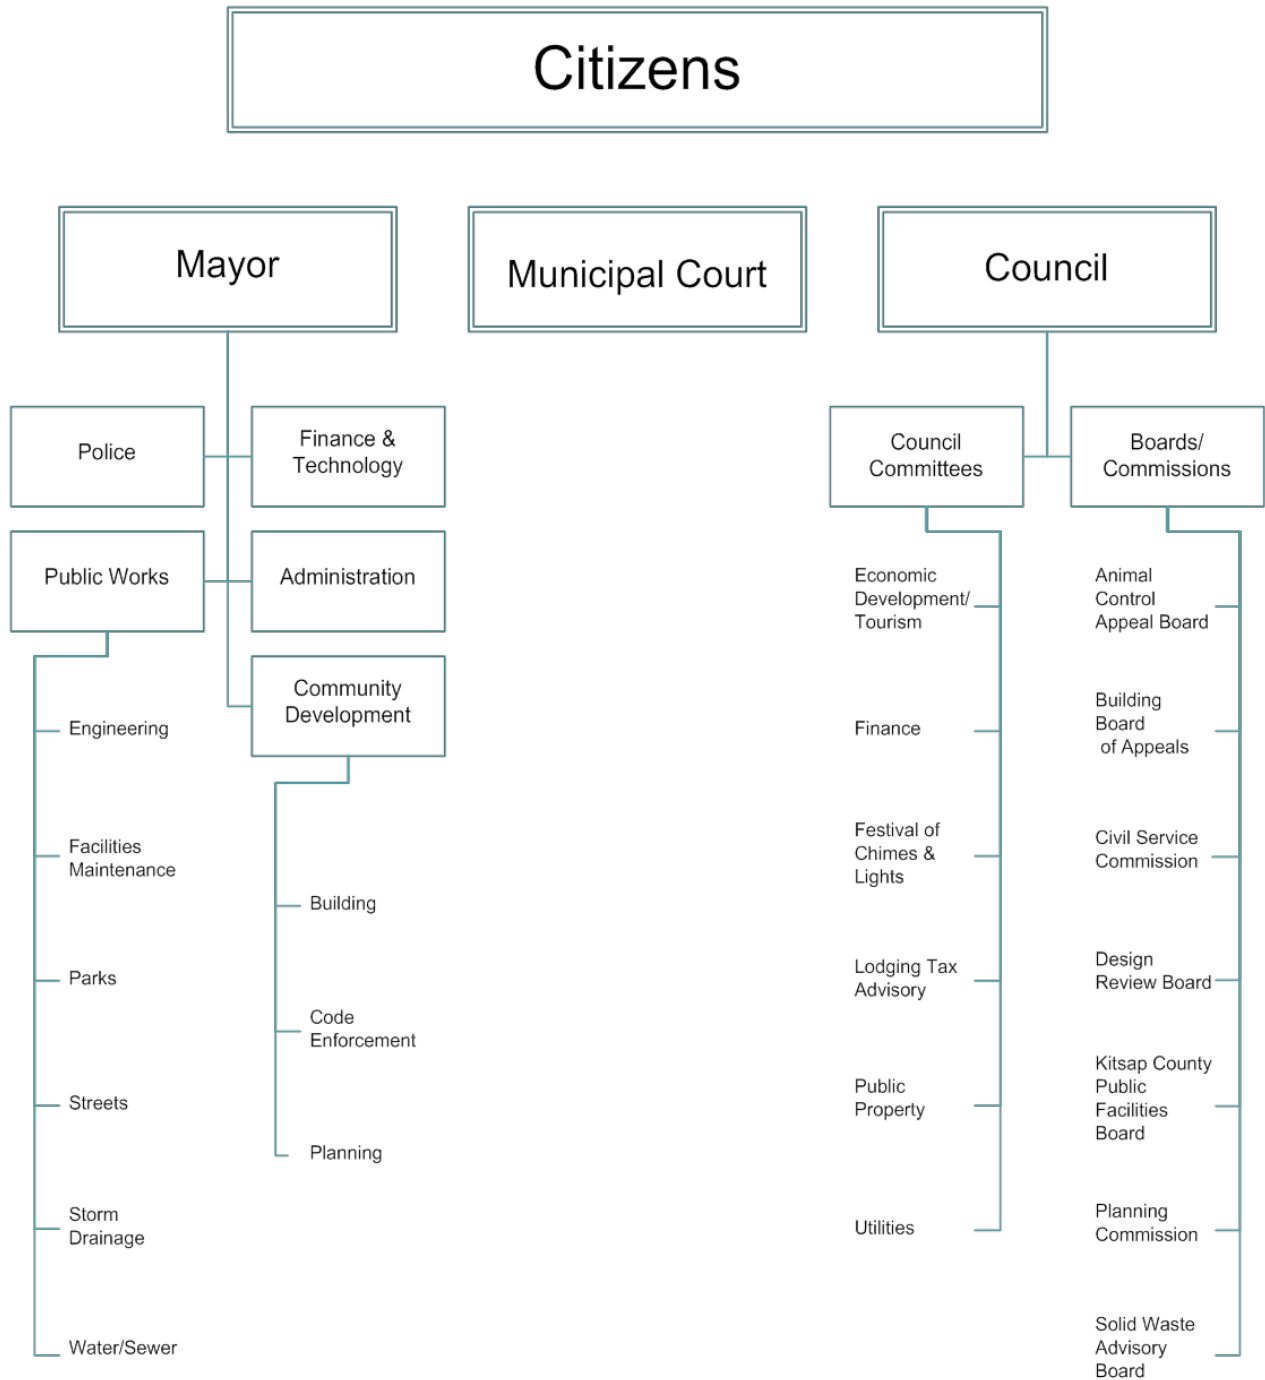 Citizens
Mayor
Municipal Court
Council
Police
Finance &
Technology
Public Works
Administration
Community
Development
Engineering
Facilities
Maintenance
Parks
Streets
Storm
Drainage
Water/Sewer
Building
Code
Enforcement
Planning
Council
Committees
Economic
Development/
Tourism
Finance
Festival of
Chimes &
Lights
Lodging Tax
Advisory
Public
Property
Utilities
Boards/
Commissions
Animal
Control
Appeal Board
Building
Board
of Appeals
Civil Service
Commission
Design
Review Board
Kitsap County
Public
Facilities
Board
Planning
Commission
Solid Waste
Advisory
Board